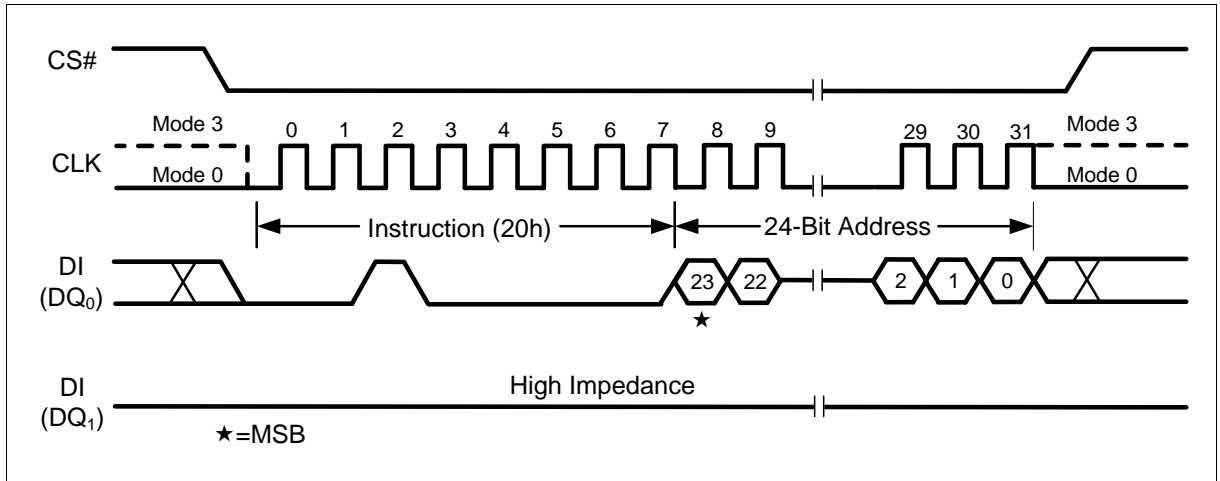 CS#
Mode 3
0 1 2 3 4 5 6 7 8 9 29 30 31
Mode 3
CLK
Mode 0
Mode 0
Instruction (20h)
24-Bit Address
DI
(DQ₀)
23 22 2 1 0
★
DI
(DQ₁)
High Impedance
★=MSB